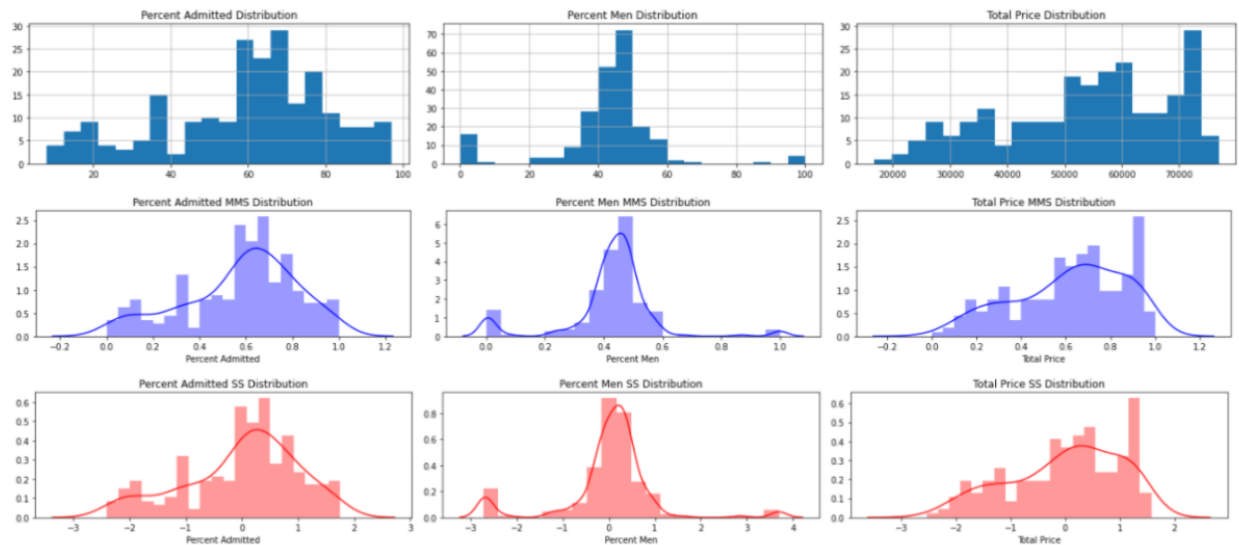 Percent Admitted Distribution
30
25
20
15
10
5
0
20 40 60 80 100
Percent Men Distribution
70
60
50
40
30
20
10
0
0 20 40 60 80 100
Total Price Distribution
30
25
20
15
10
5
0
20000 30000 40000 50000 60000 70000
Percent Admitted MMS Distribution
2.5
2.0
1.5
1.0
0.5
0.0
-0.2 0.0 0.2 0.4 0.6 0.8 1.0 1.2
Percent Admitted
Percent Men MMS Distribution
6
5
4
3
2
1
0
0.0 0.2 0.4 0.6 0.8 1.0
Percent Men
Total Price MMS Distribution
2.5
2.0
1.5
1.0
0.5
0.0
-0.2 0.0 0.2 0.4 0.6 0.8 1.0 1.2
Total Price
Percent Admitted SS Distribution
0.6
0.5
0.4
0.3
0.2
0.1
0.0
-3 -2 -1 0 1 2 3
Percent Admitted
Percent Men SS Distribution
0.8
0.6
0.4
0.2
0.0
-3 -2 -1 0 1 2 3 4
Percent Men
Total Price SS Distribution
0.6
0.5
0.4
0.3
0.2
0.1
0.0
-3 -2 -1 0 1 2
Total Price